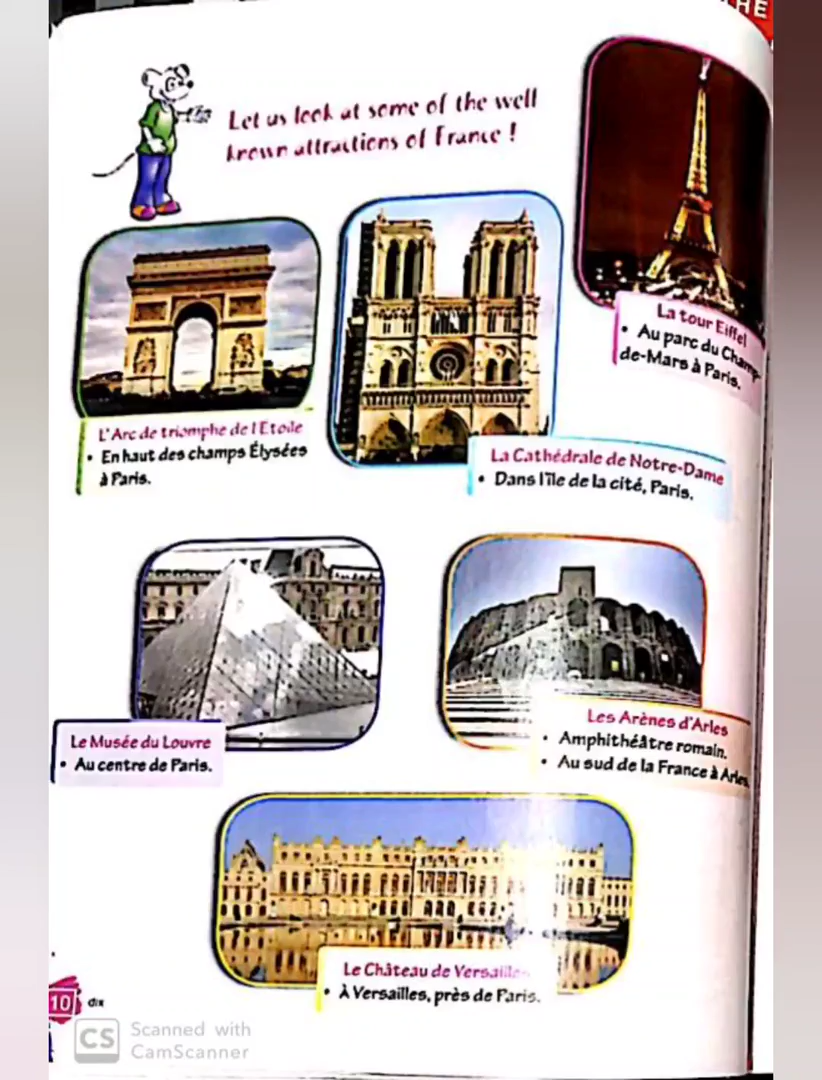 HE
Let us look at some of the well
known attractions of France !
La tour Eiffel
• Au parc du Champ-
de-Mars à Paris.
L'Arc de triomphe de l'Etoile
• En haut des champs Élysées
à Paris.
La Cathédrale de Notre-Dame
• Dans l'île de la cité, Paris.
Le Musée du Louvre
• Au centre de Paris.
Les Arènes d'Arles
• Amphithéâtre romain.
• Au sud de la France à Arles
Le Château de Versailles
• À Versailles, près de Paris.
10 dix
CS Scanned with
CamScanner